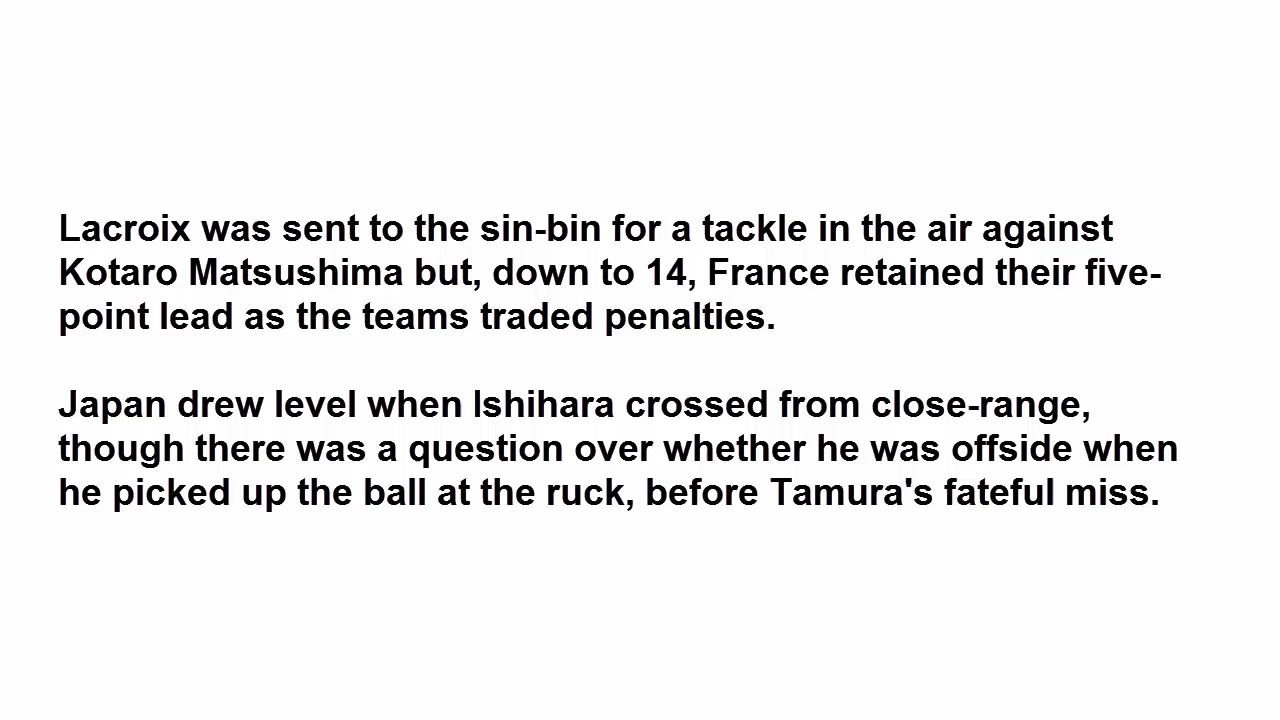 Lacroix was sent to the sin-bin for a tackle in the air against
Kotaro Matsushima but, down to 14, France retained their five-
point lead as the teams traded penalties.
Japan drew level when Ishihara crossed from close-range,
though there was a question over whether he was offside when
he picked up the ball at the ruck, before Tamura's fateful miss.